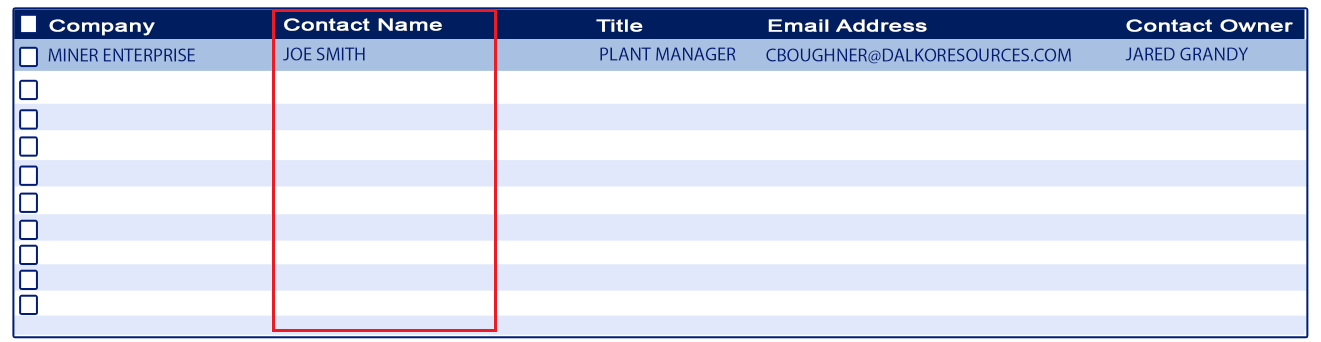 Company Contact Name Title Email Address Contact Owner
MINER ENTERPRISE JOE SMITH PLANT MANAGER CBOUGHNER@DALKORESOURCES.COM JARED GRANDY